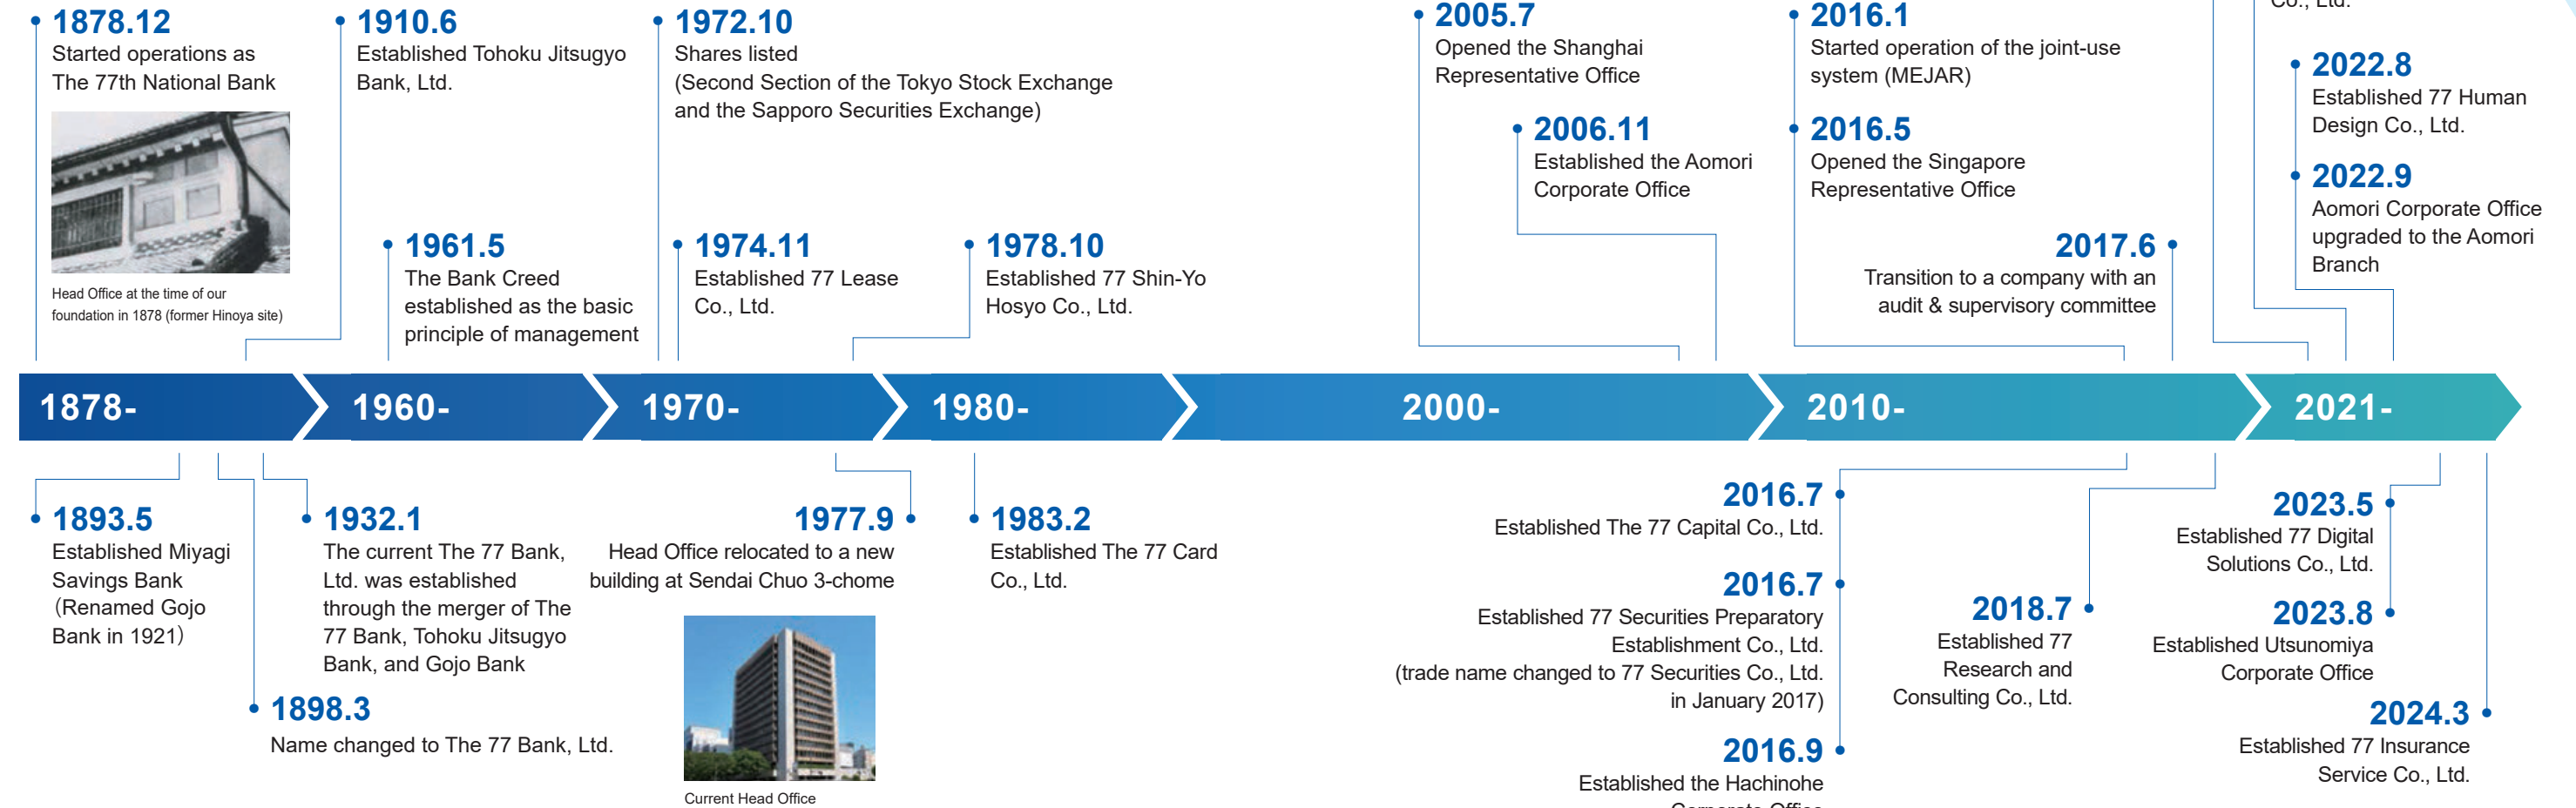 1878.12
Started operations as
The 77th National Bank
Head Office at the time of our
foundation in 1878 (former Hinoya site)
1910.6
Established Tohoku Jitsugyo
Bank, Ltd.
1961.5
The Bank Creed
established as the basic
principle of management
1972.10
Shares listed
(Second Section of the Tokyo Stock Exchange
and the Sapporo Securities Exchange)
1974.11
Established 77 Lease
Co., Ltd.
1978.10
Established 77 Shin-Yo
Hosyo Co., Ltd.
2005.7
Opened the Shanghai
Representative Office
2006.11
Established the Aomori
Corporate Office
2016.1
Started operation of the joint-use
system (MEJAR)
2016.5
Opened the Singapore
Representative Office
2017.6
Transition to a company with an
audit & supervisory committee
Co., Ltd.
2022.8
Established 77 Human
Design Co., Ltd.
2022.9
Aomori Corporate Office
upgraded to the Aomori
Branch
1878-
1960-
1970-
1980-
2000-
2010-
2021-
1893.5
Established Miyagi
Savings Bank
（Renamed Gojo
Bank in 1921）
1898.3
Name changed to The 77 Bank, Ltd.
1932.1
The current The 77 Bank,
Ltd. was established
through the merger of The
77 Bank, Tohoku Jitsugyo
Bank, and Gojo Bank
1977.9
Head Office relocated to a new
building at Sendai Chuo 3-chome
Current Head Office
1983.2
Established The 77 Card
Co., Ltd.
2016.7
Established The 77 Capital Co., Ltd.
2016.7
Established 77 Securities Preparatory
Establishment Co., Ltd.
(trade name changed to 77 Securities Co., Ltd.
in January 2017)
2016.9
Established the Hachinohe
Corporate Office
2018.7
Established 77
Research and
Consulting Co., Ltd.
2023.5
Established 77 Digital
Solutions Co., Ltd.
2023.8
Established Utsunomiya
Corporate Office
2024.3
Established 77 Insurance
Service Co., Ltd.